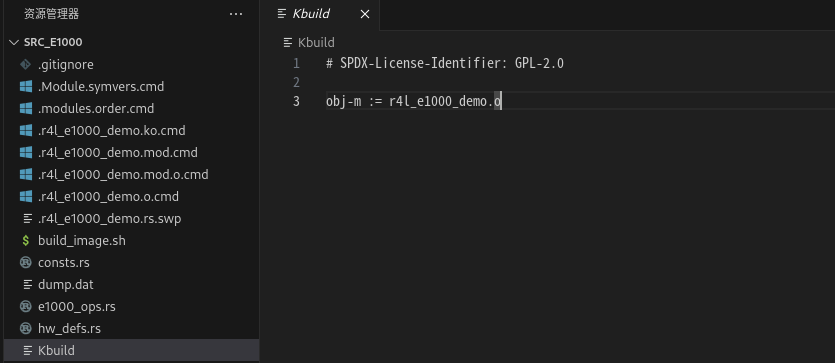 资源管理器
SRC_E1000
.gitignore
.Module.symvers.cmd
.modules.order.cmd
.r4l_e1000_demo.ko.cmd
.r4l_e1000_demo.mod.cmd
.r4l_e1000_demo.mod.o.cmd
.r4l_e1000_demo.o.cmd
.r4l_e1000_demo.rs.swp
$ build_image.sh
consts.rs
dump.dat
e1000_ops.rs
hw_defs.rs
Kbuild
Kbuild
Kbuild
1 # SPDX-License-Identifier: GPL-2.0
2
3 obj-m := r4l_e1000_demo.o